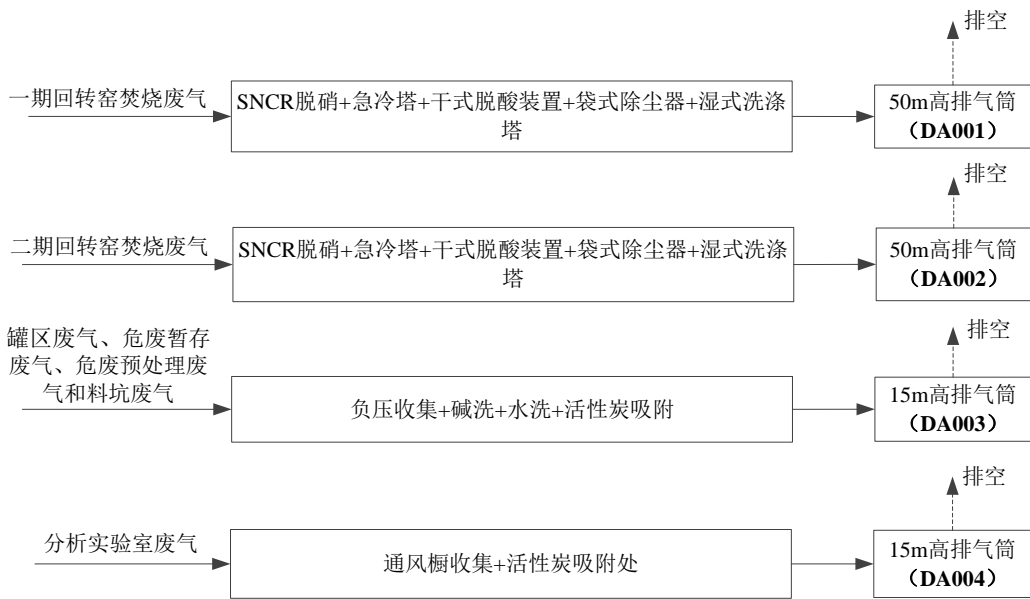 排空
一期回转窑焚烧废气
SNCR脱硝+急冷塔+干式脱酸装置+袋式除尘器+湿式洗涤
塔
50m高排气筒
（DA001）
排空
二期回转窑焚烧废气
SNCR脱硝+急冷塔+干式脱酸装置+袋式除尘器+湿式洗涤
塔
50m高排气筒
（DA002）
排空
罐区废气、危废暂存
废气、危废预处理废
气和料坑废气
负压收集+碱洗+水洗+活性炭吸附
15m高排气筒
（DA003）
排空
分析实验室废气
通风橱收集+活性炭吸附处
15m高排气筒
（DA004）